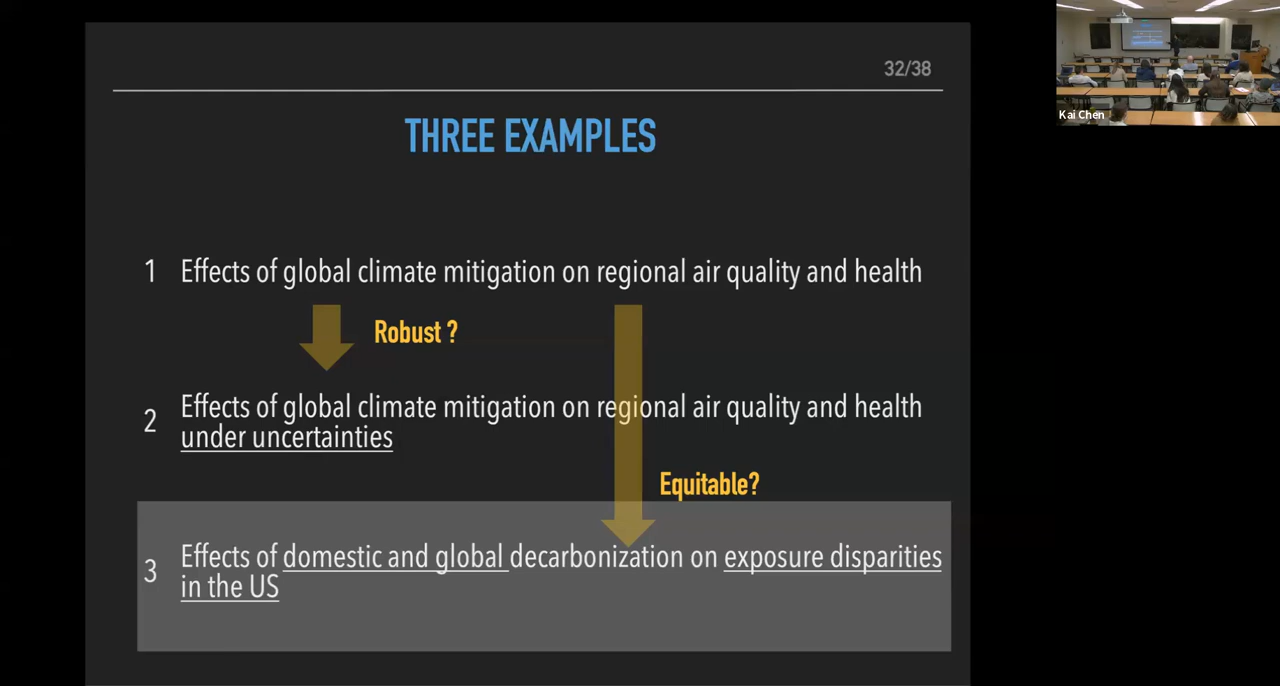 32/38
THREE EXAMPLES
1 Effects of global climate mitigation on regional air quality and health
Robust ?
2 Effects of global climate mitigation on regional air quality and health
under uncertainties
Equitable?
3 Effects of domestic and global decarbonization on exposure disparities
in the US
Kai Chen